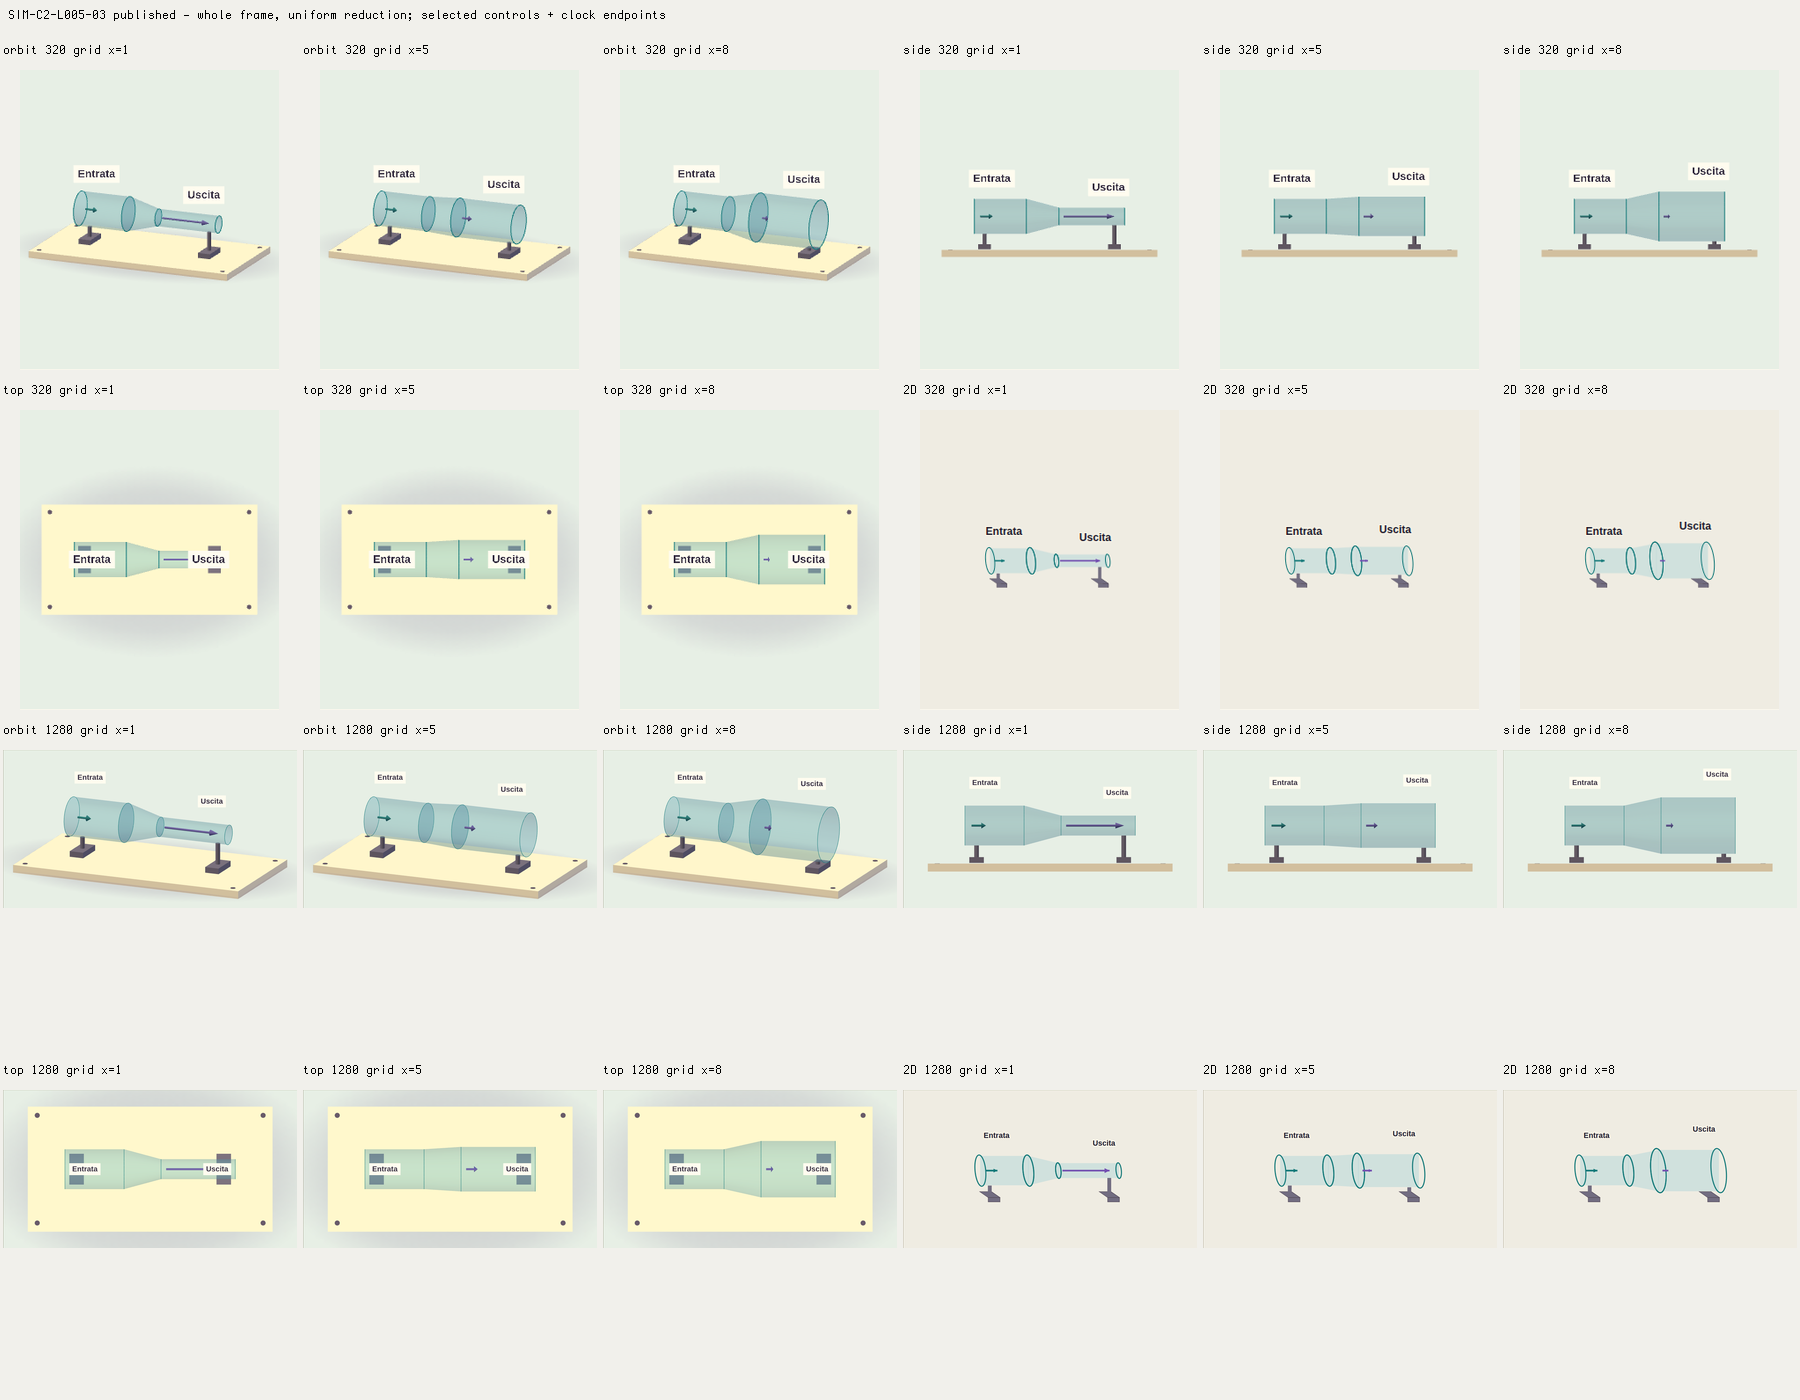 SIM-C2-L005-03 published — whole frame, uniform reduction; selected controls + clock endpoints
orbit 320 grid x=1
orbit 320 grid x=5
orbit 320 grid x=8
side 320 grid x=1
side 320 grid x=5
side 320 grid x=8
Entrata
Uscita
Entrata
Uscita
Entrata
Uscita
Entrata
Uscita
Entrata
Uscita
Entrata
Uscita
top 320 grid x=1
top 320 grid x=5
top 320 grid x=8
2D 320 grid x=1
2D 320 grid x=5
2D 320 grid x=8
Entrata
Uscita
Entrata
Uscita
Entrata
Uscita
Entrata
Uscita
Entrata
Uscita
Entrata
Uscita
orbit 1280 grid x=1
orbit 1280 grid x=5
orbit 1280 grid x=8
side 1280 grid x=1
side 1280 grid x=5
side 1280 grid x=8
Entrata
Uscita
Entrata
Uscita
Entrata
Uscita
Entrata
Uscita
Entrata
Uscita
Entrata
Uscita
top 1280 grid x=1
top 1280 grid x=5
top 1280 grid x=8
2D 1280 grid x=1
2D 1280 grid x=5
2D 1280 grid x=8
Entrata
Uscita
Entrata
Uscita
Entrata
Uscita
Entrata
Uscita
Entrata
Uscita
Entrata
Uscita